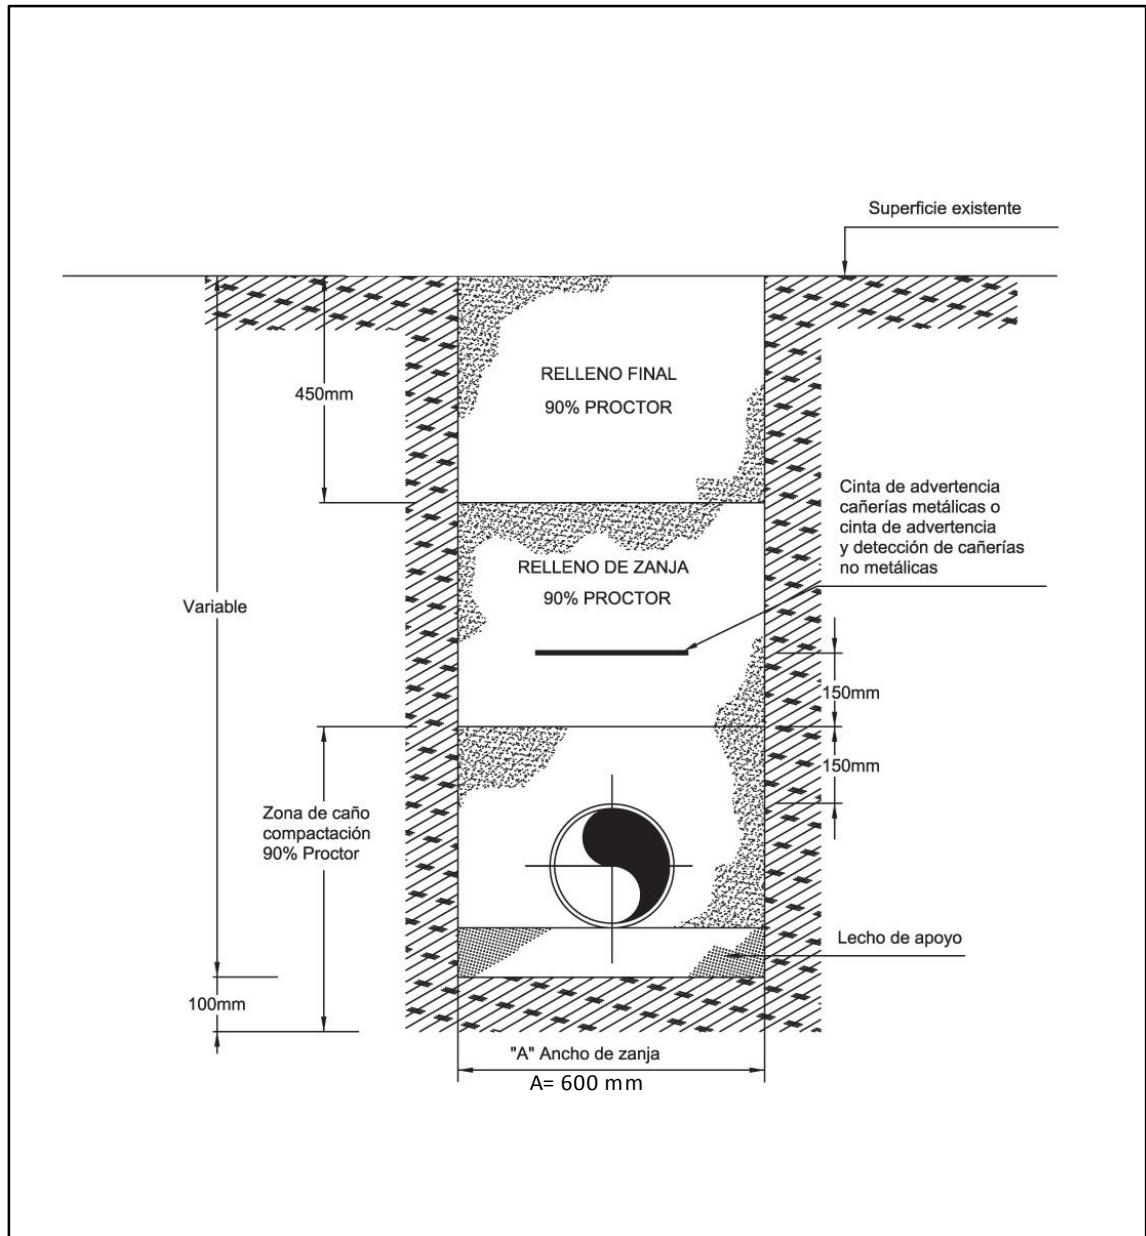 Superficie existente
RELLENO FINAL
90% PROCTOR
450mm
Cinta de advertencia
cañerías metálicas o
cinta de advertencia
y detección de cañerías
no metálicas
RELLENO DE ZANJA
90% PROCTOR
Variable
150mm
150mm
Zona de caño
compactación
90% Proctor
Lecho de apoyo
100mm
"A" Ancho de zanja
A= 600 mm